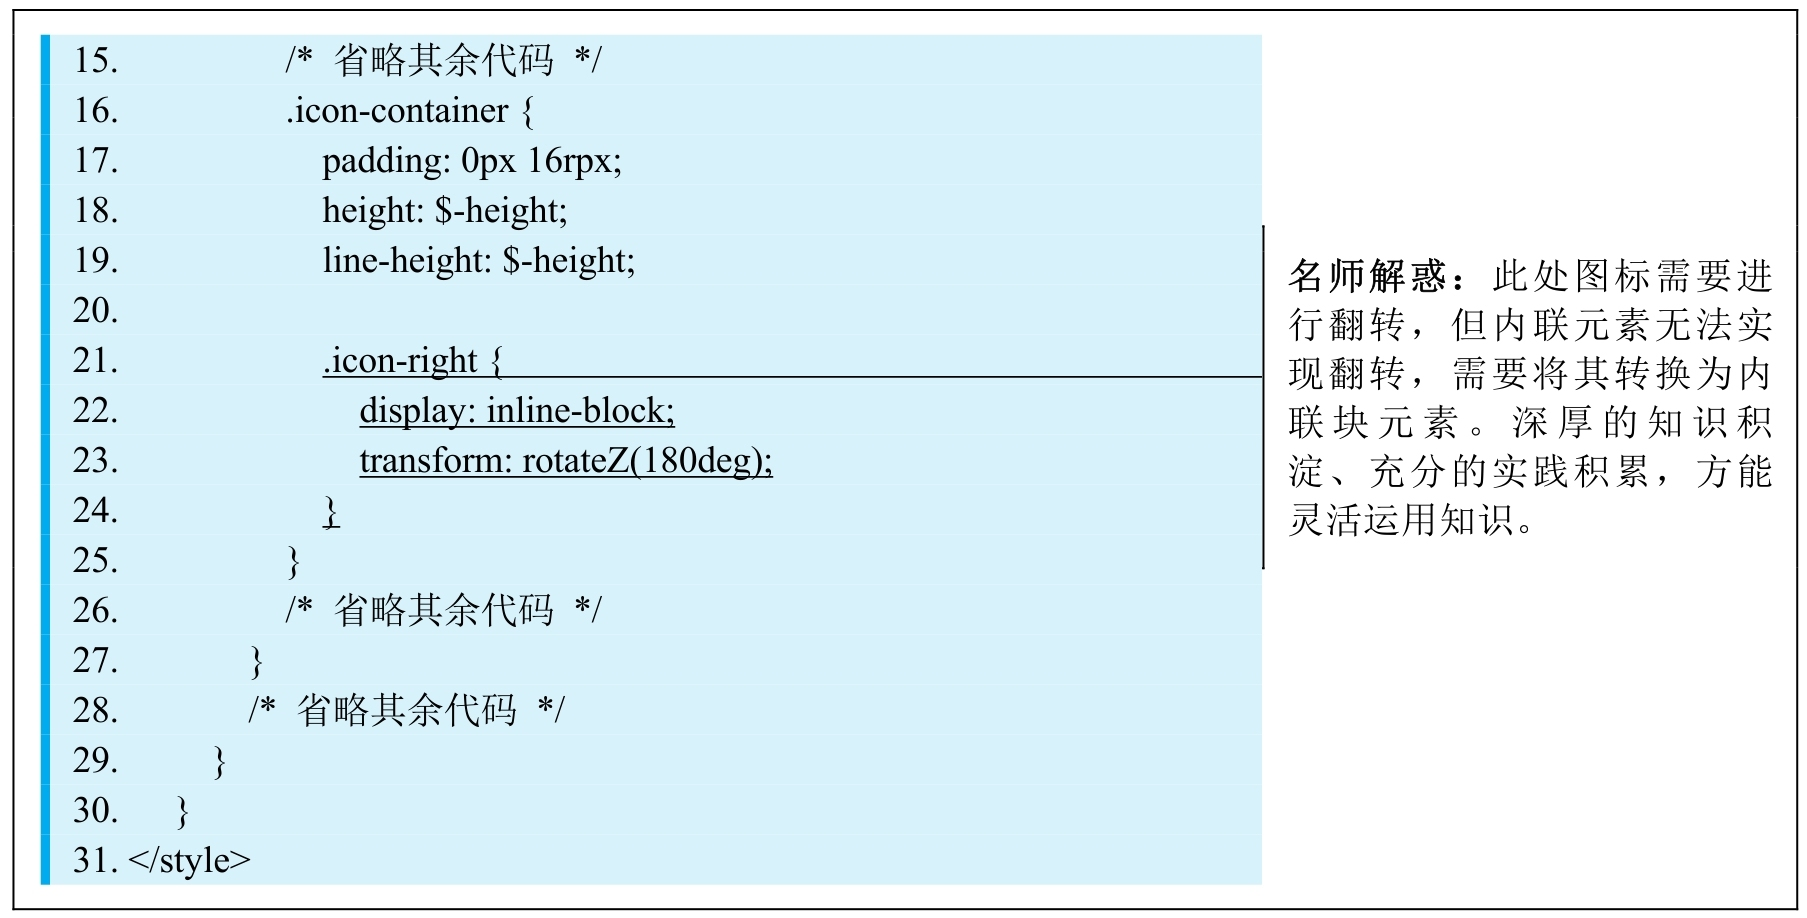 15. /* 省略其余代码 */
16. .icon-container {
17. padding: 0px 16rpx;
18. height: $-height;
19. line-height: $-height;
20.
21. .icon-right {
22. display: inline-block;
23. transform: rotateZ(180deg);
24. }
25. }
26. /* 省略其余代码 */
27. }
28. /* 省略其余代码 */
29. }
30. }
31. </style>
名师解惑：此处图标需要进
行翻转，但内联元素无法实
现翻转，需要将其转换为内
联块元素。深厚的知识积
淀、充分的实践积累，方能
灵活运用知识。